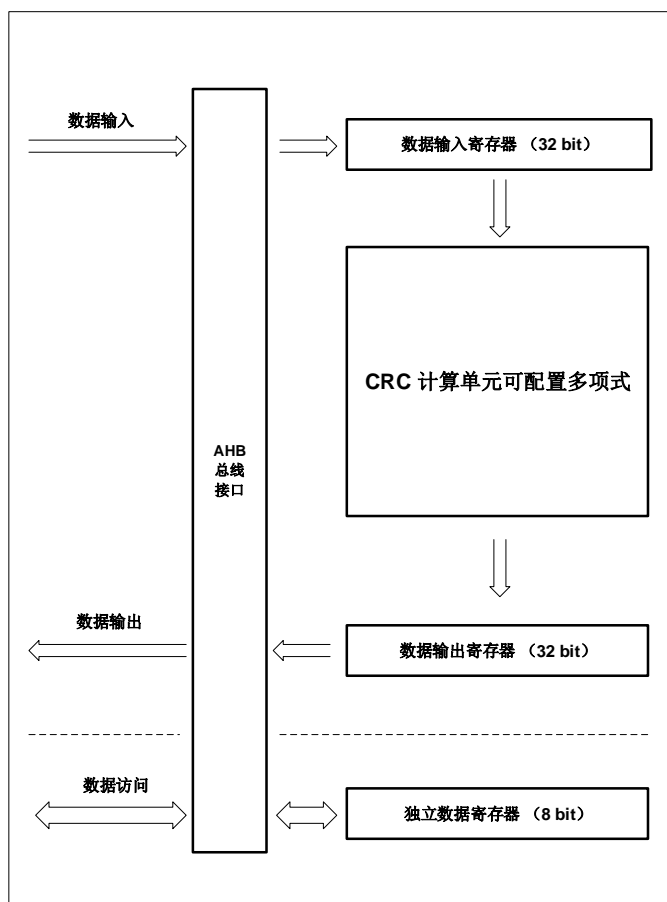 数据输入
数据输入寄存器 （32 bit）
CRC 计算单元可配置多项式
AHB
总线
接口
数据输出
数据输出寄存器 （32 bit）
数据访问
独立数据寄存器 （8 bit）